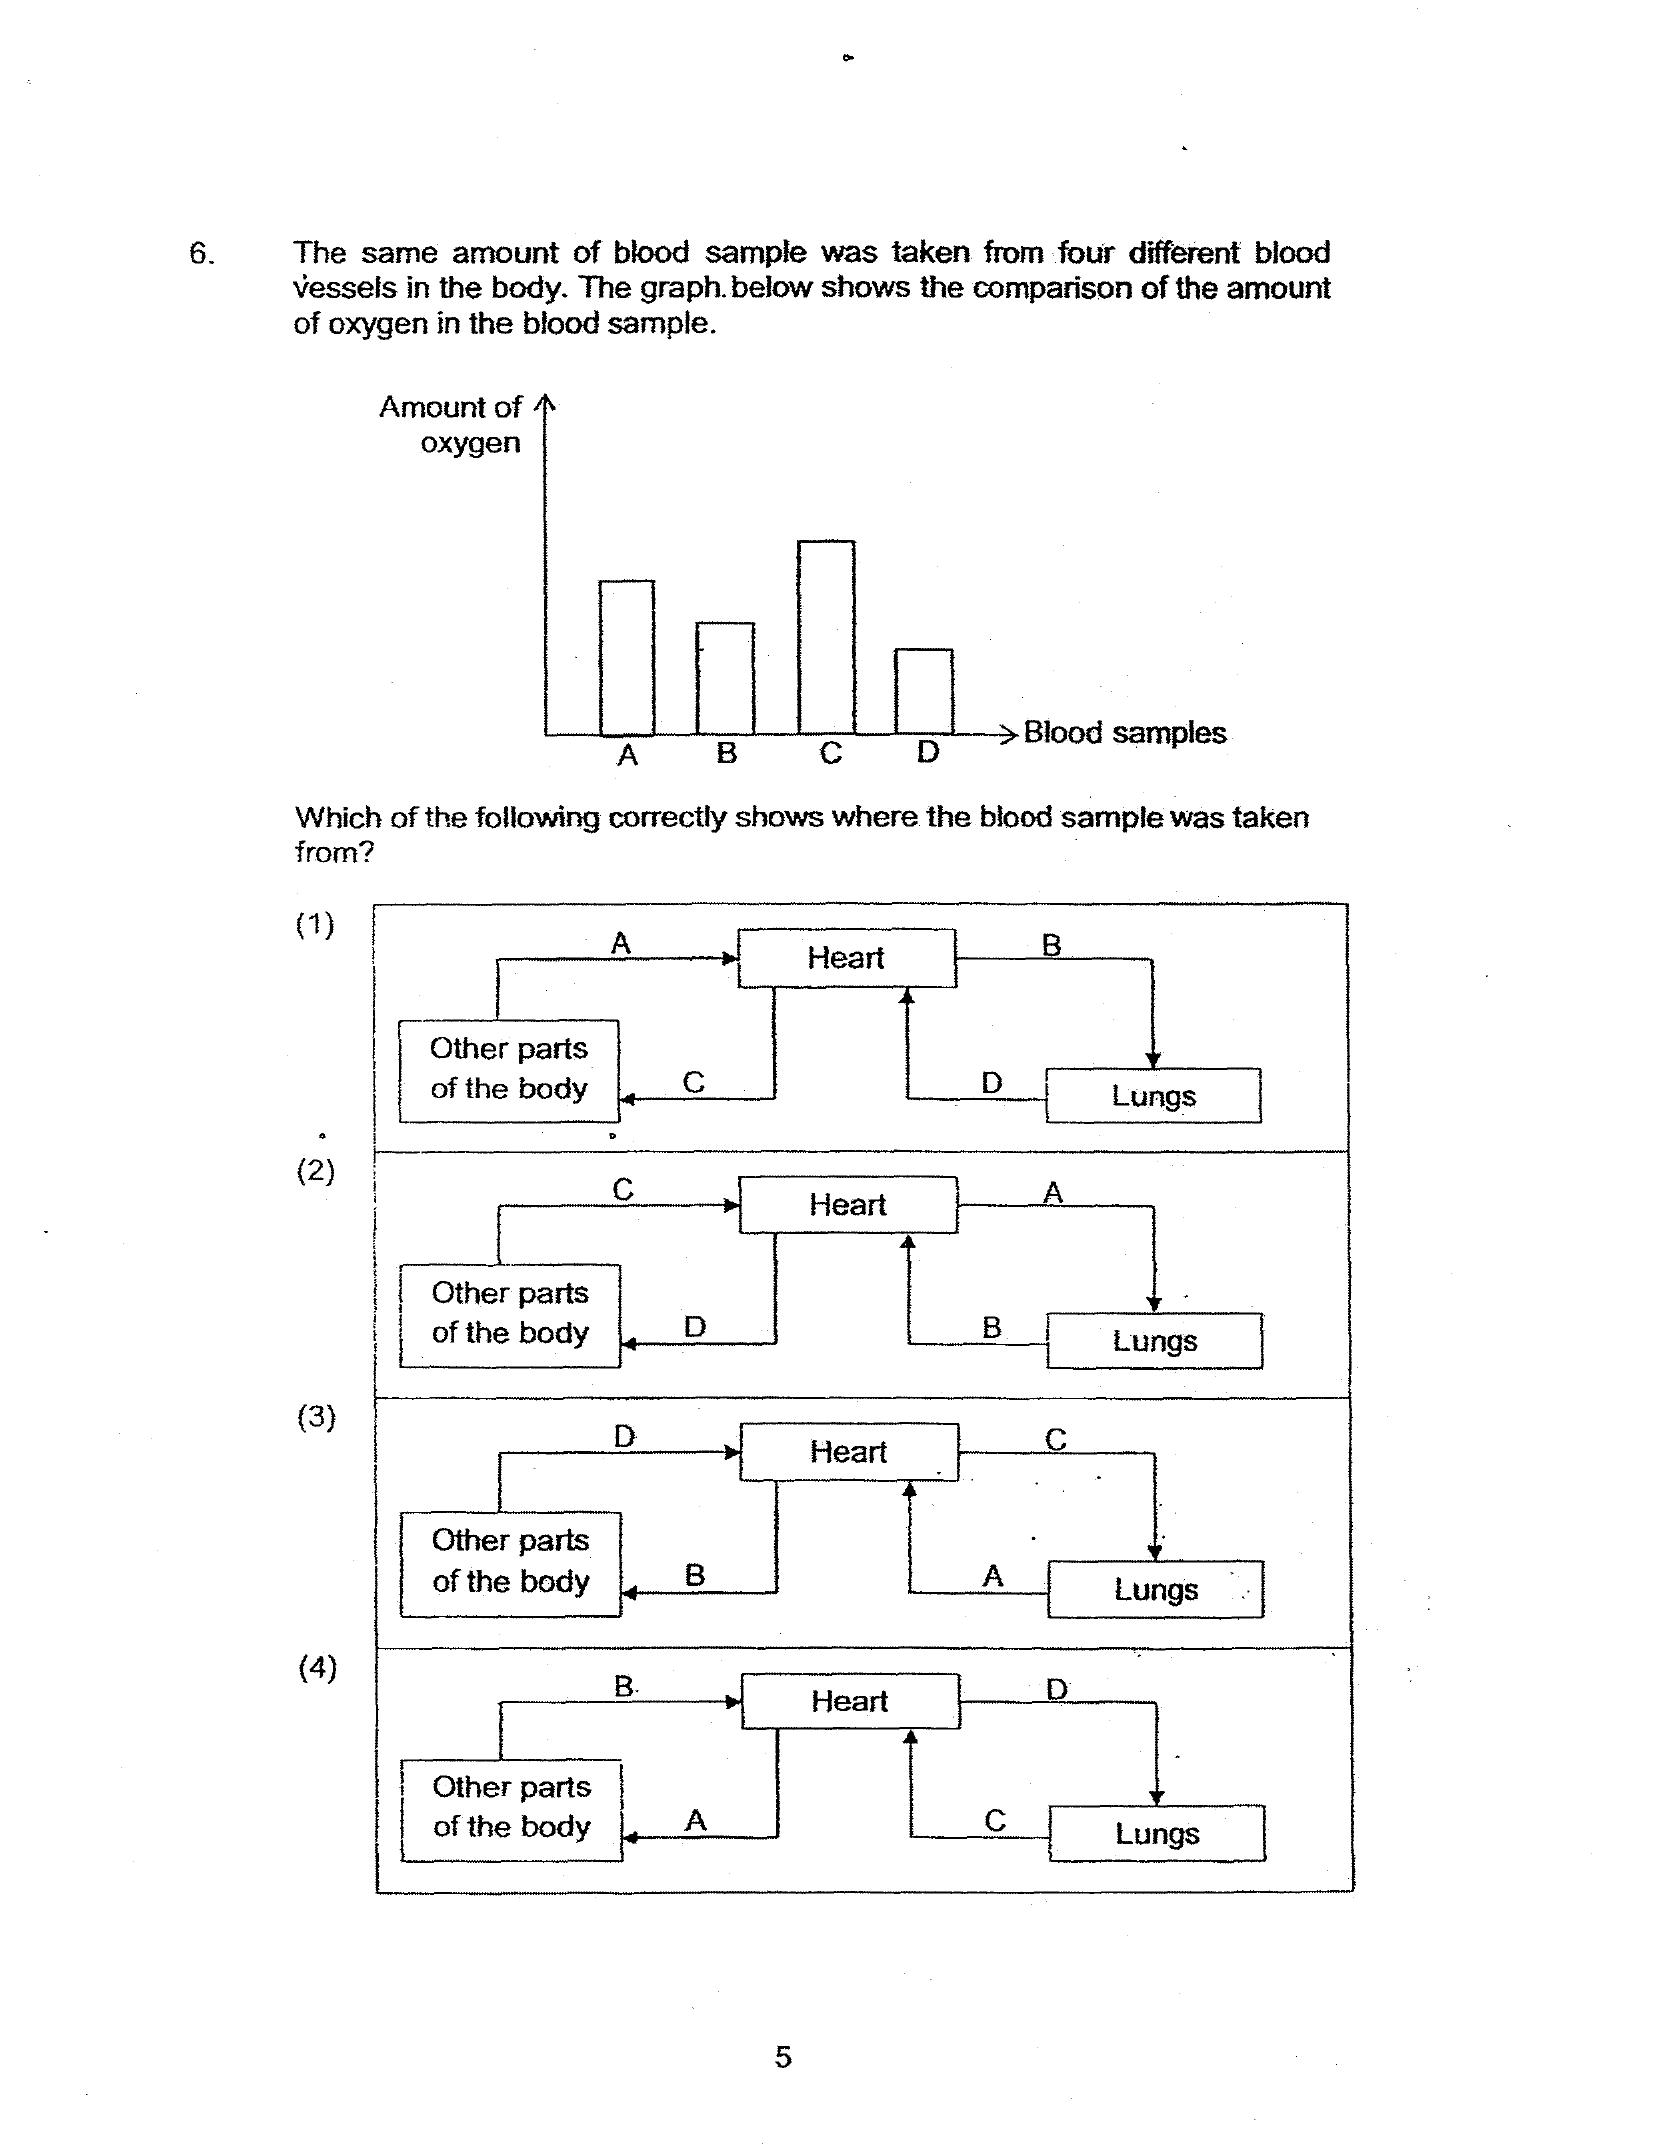 6. The same amount of blood sample was taken from four different blood
vessels in the body. The graph below shows the comparison of the amount
of oxygen in the blood sample.
Amount of
oxygen
Blood samples
A B C D
Which of the following correctly shows where the blood sample was taken
from?
(1)
A Heart B
Other parts
of the body
C D Lungs
(2)
C Heart A
Other parts
of the body
D B Lungs
(3)
D Heart C
Other parts
of the body
B A Lungs
(4)
B Heart D
Other parts
of the body
A C Lungs
5